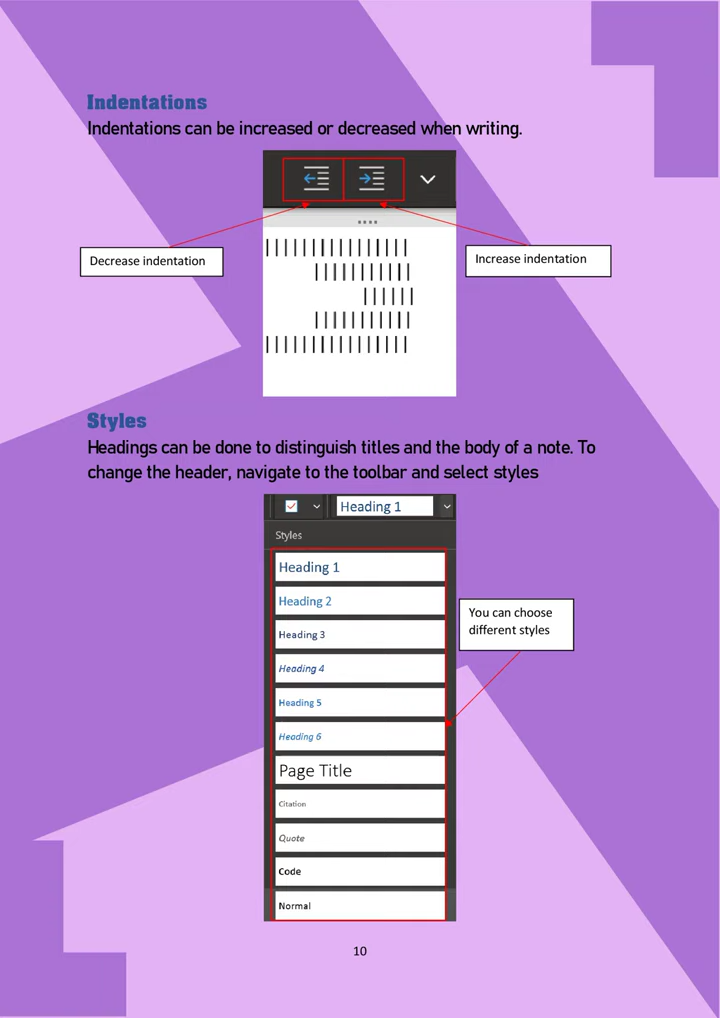 Indentations
Indentations can be increased or decreased when writing.
Decrease indentation
Increase indentation
Styles
Headings can be done to distinguish titles and the body of a note. To
change the header, navigate to the toolbar and select styles
Heading 1
Styles
Heading 1
Heading 2
Heading 3
Heading 4
Heading 5
Heading 6
Page Title
Citation
Quote
Code
Normal
You can choose
different styles
10